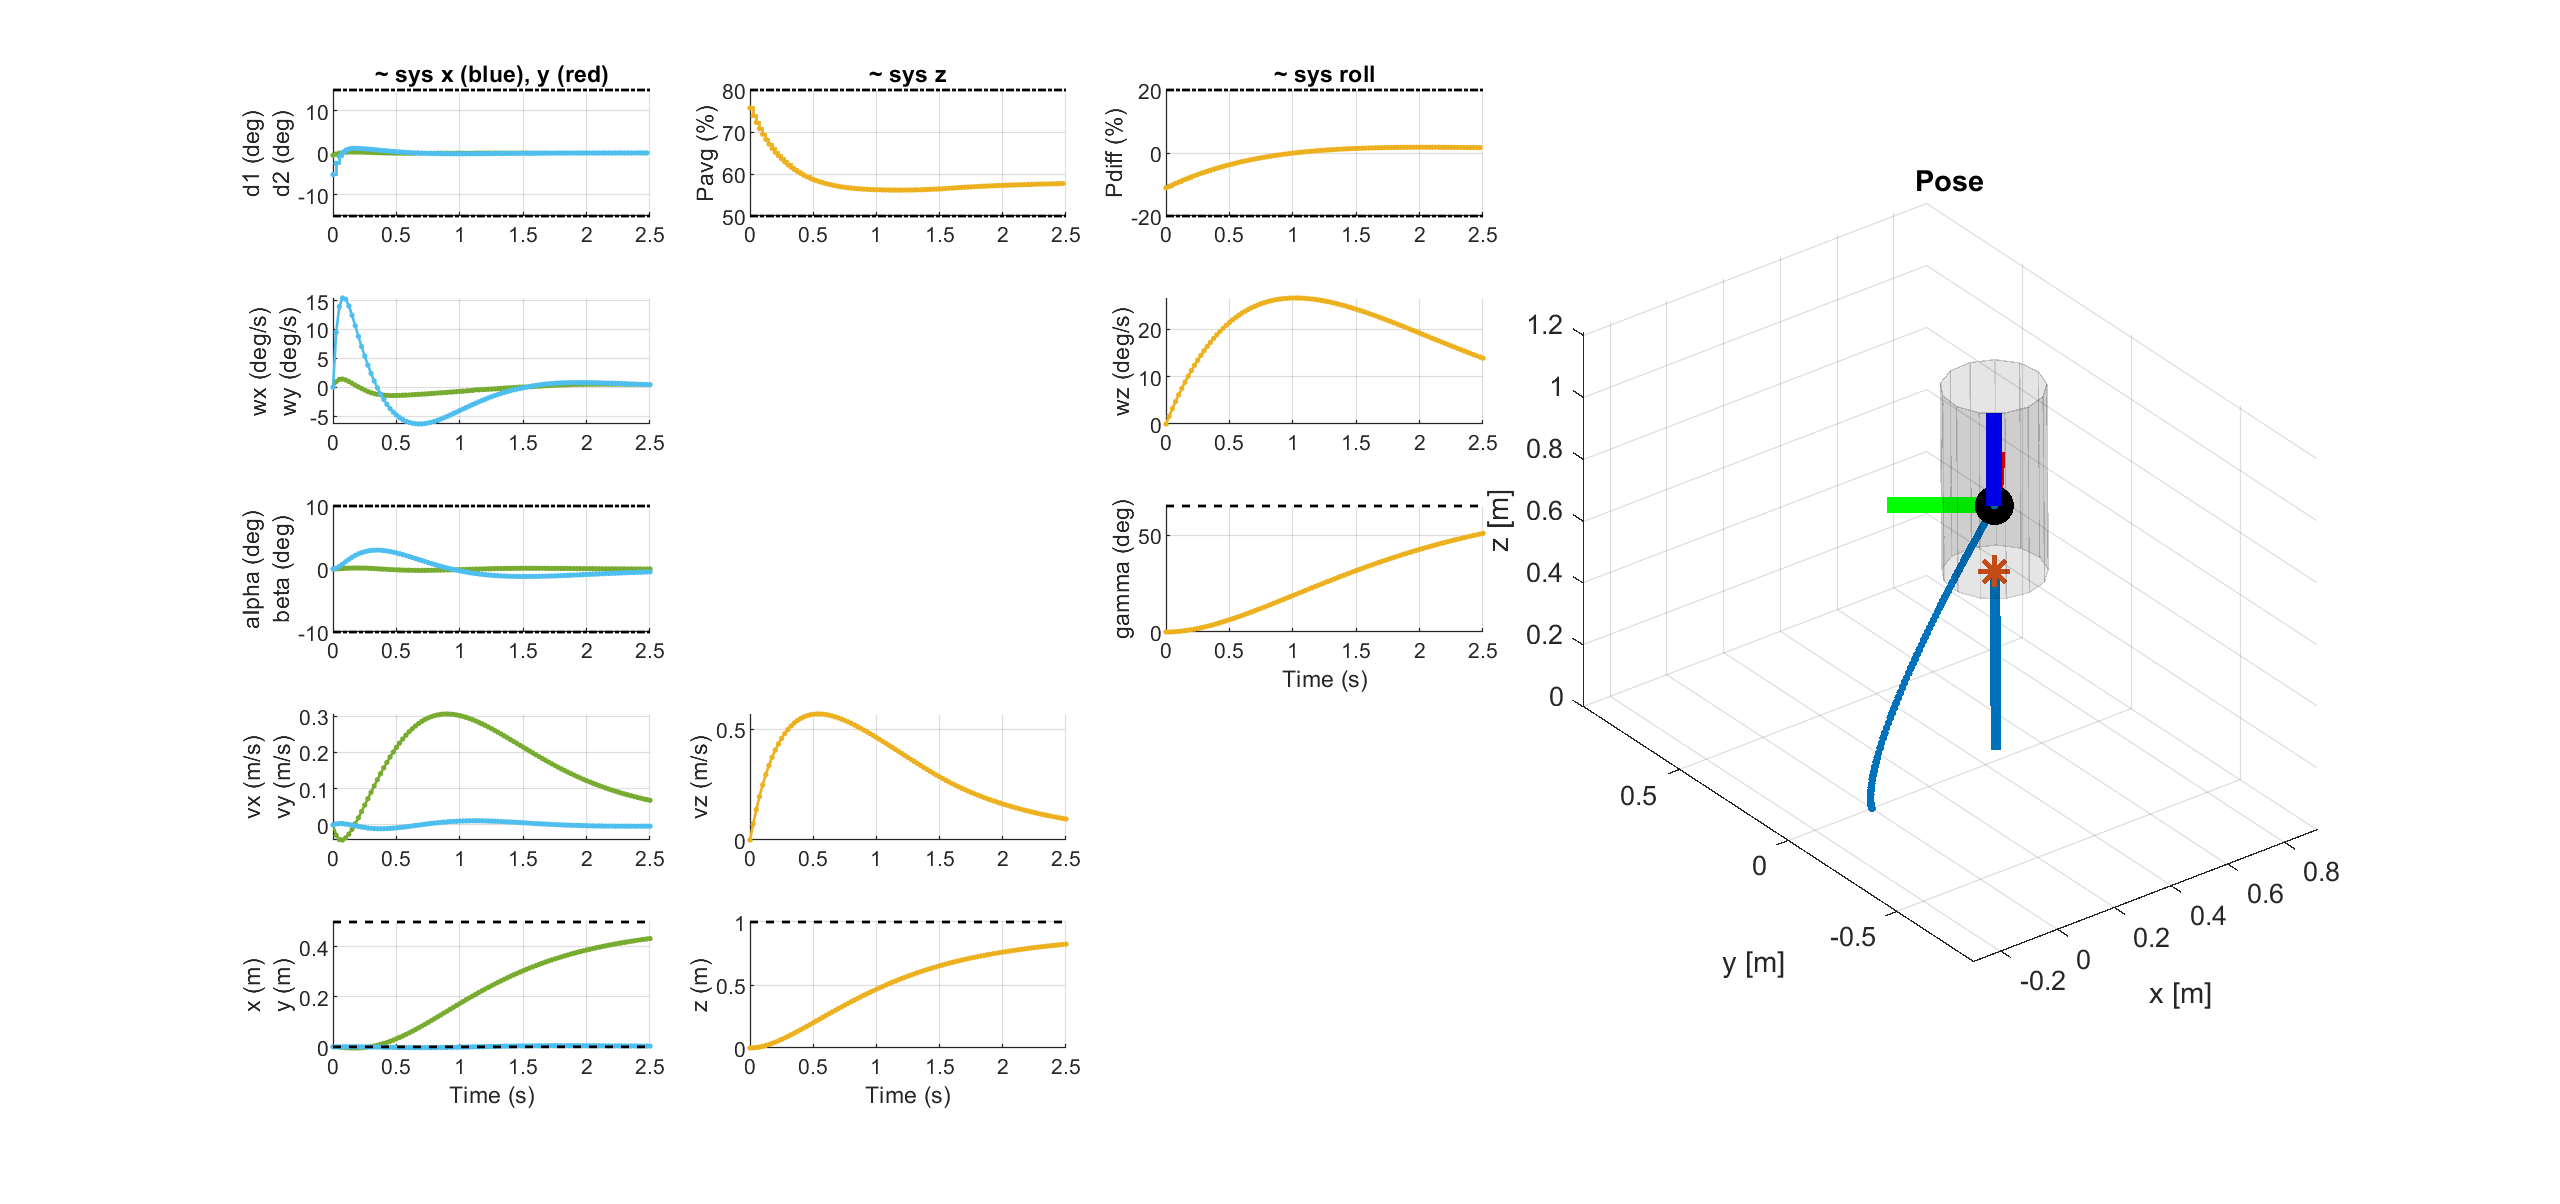 ~ sys x (blue), y (red)
d1 (deg)
d2 (deg)
10
0
-10
0 0.5 1 1.5 2 2.5
~ sys z
Pavg (%)
80
70
60
50
0 0.5 1 1.5 2 2.5
~ sys roll
Pdiff (%)
20
0
-20
0 0.5 1 1.5 2 2.5
wx (deg/s)
wy (deg/s)
15
10
5
0
-5
0 0.5 1 1.5 2 2.5
wz (deg/s)
20
10
0
0 0.5 1 1.5 2 2.5
alpha (deg)
beta (deg)
10
0
-10
0 0.5 1 1.5 2 2.5
gamma (deg)
50
0
0 0.5 1 1.5 2 2.5
Time (s)
vx (m/s)
vy (m/s)
0.3
0.2
0.1
0
0 0.5 1 1.5 2 2.5
vz (m/s)
0.5
0
0 0.5 1 1.5 2 2.5
x (m)
y (m)
0.4
0.2
0
0 0.5 1 1.5 2 2.5
Time (s)
z (m)
1
0.5
0
0 0.5 1 1.5 2 2.5
Time (s)
Pose
z [m]
1.2
1
0.8
0.6
0.4
0.2
0
0.5
0
-0.5
y [m]
-0.2
0
0.2
0.4
0.6
0.8
x [m]